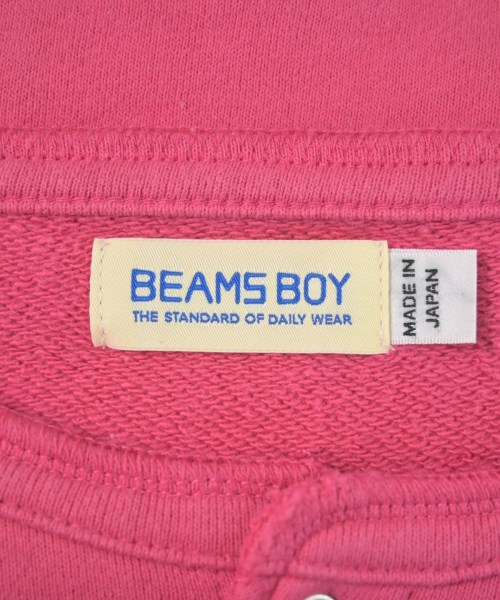 BEAMS BOY
THE STANDARD OF DAILY WEAR
MADE IN
JAPAN